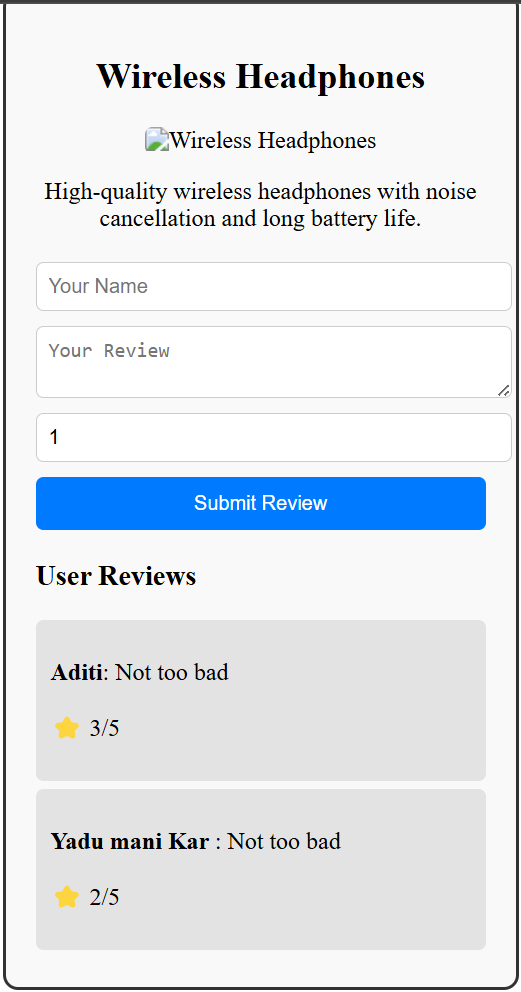 Wireless Headphones
Wireless Headphones
High-quality wireless headphones with noise
cancellation and long battery life.
Your Name
Your Review
1
Submit Review
User Reviews
Aditi: Not too bad
⭐ 3/5
Yadu mani Kar : Not too bad
⭐ 2/5